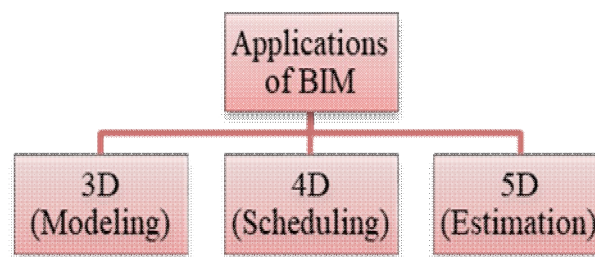 Applications
of BIM
3D
(Modeling)
4D
(Scheduling)
5D
(Estimation)